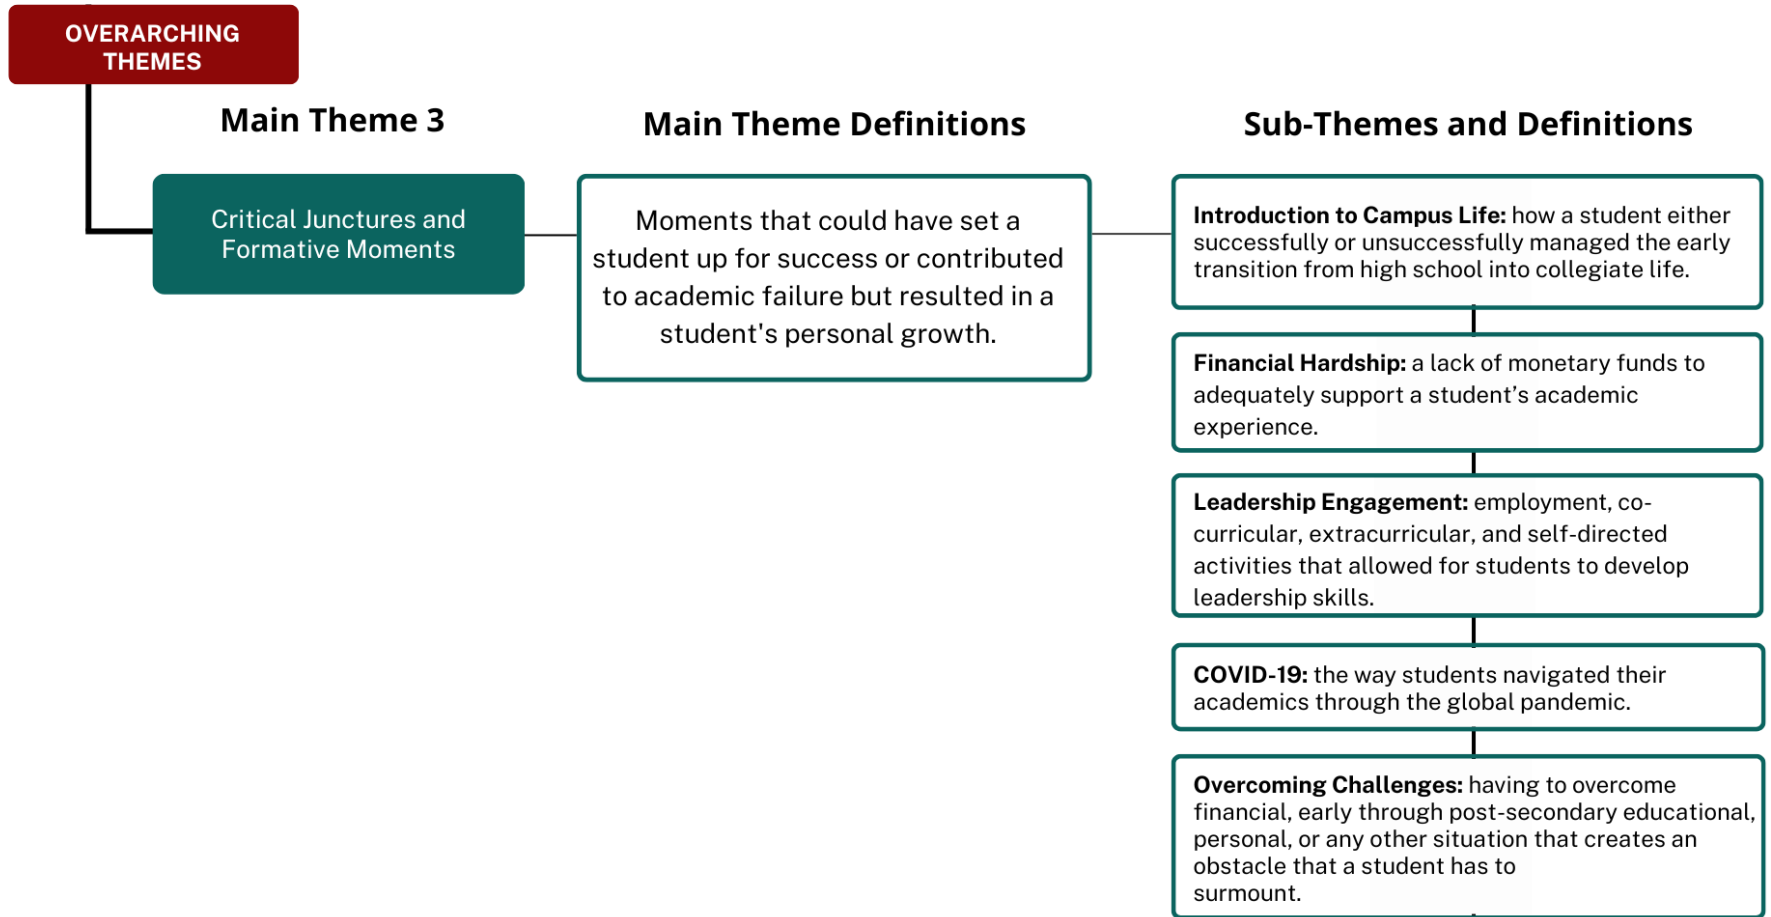 OVERARCHING
THEMES
Main Theme 3
Main Theme Definitions
Sub-Themes and Definitions
Critical Junctures and
Formative Moments
Moments that could have set a
student up for success or contributed
to academic failure but resulted in a
student's personal growth.
Introduction to Campus Life: how a student either
successfully or unsuccessfully managed the early
transition from high school into collegiate life.
Financial Hardship: a lack of monetary funds to
adequately support a student’s academic
experience.
Leadership Engagement: employment, co-
curricular, extracurricular, and self-directed
activities that allowed for students to develop
leadership skills.
COVID-19: the way students navigated their
academics through the global pandemic.
Overcoming Challenges: having to overcome
financial, early through post-secondary educational,
personal, or any other situation that creates an
obstacle that a student has to
surmount.